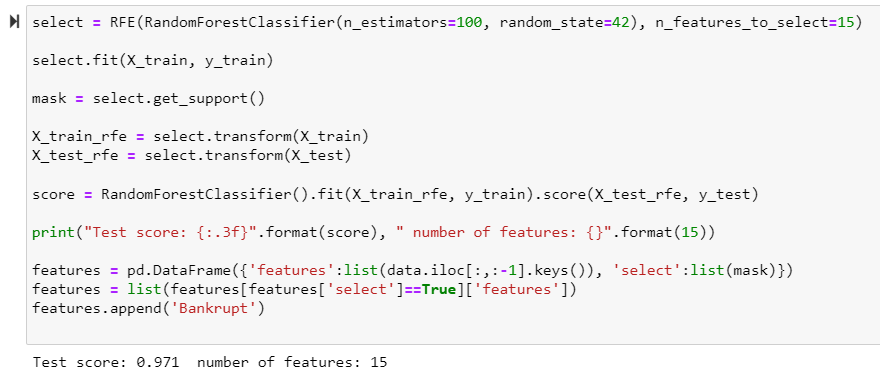 select = RFE(RandomForestClassifier(n_estimators=100, random_state=42), n_features_to_select=15)
select.fit(X_train, y_train)
mask = select.get_support()
X_train_rfe = select.transform(X_train)
X_test_rfe = select.transform(X_test)
score = RandomForestClassifier().fit(X_train_rfe, y_train).score(X_test_rfe, y_test)
print("Test score: {:.3f}".format(score), " number of features: {}".format(15))
features = pd.DataFrame({'features':list(data.iloc[:,:-1].keys()), 'select':list(mask)})
features = list(features[features['select']==True]['features'])
features.append('Bankrupt')
Test score: 0.971  number of features: 15